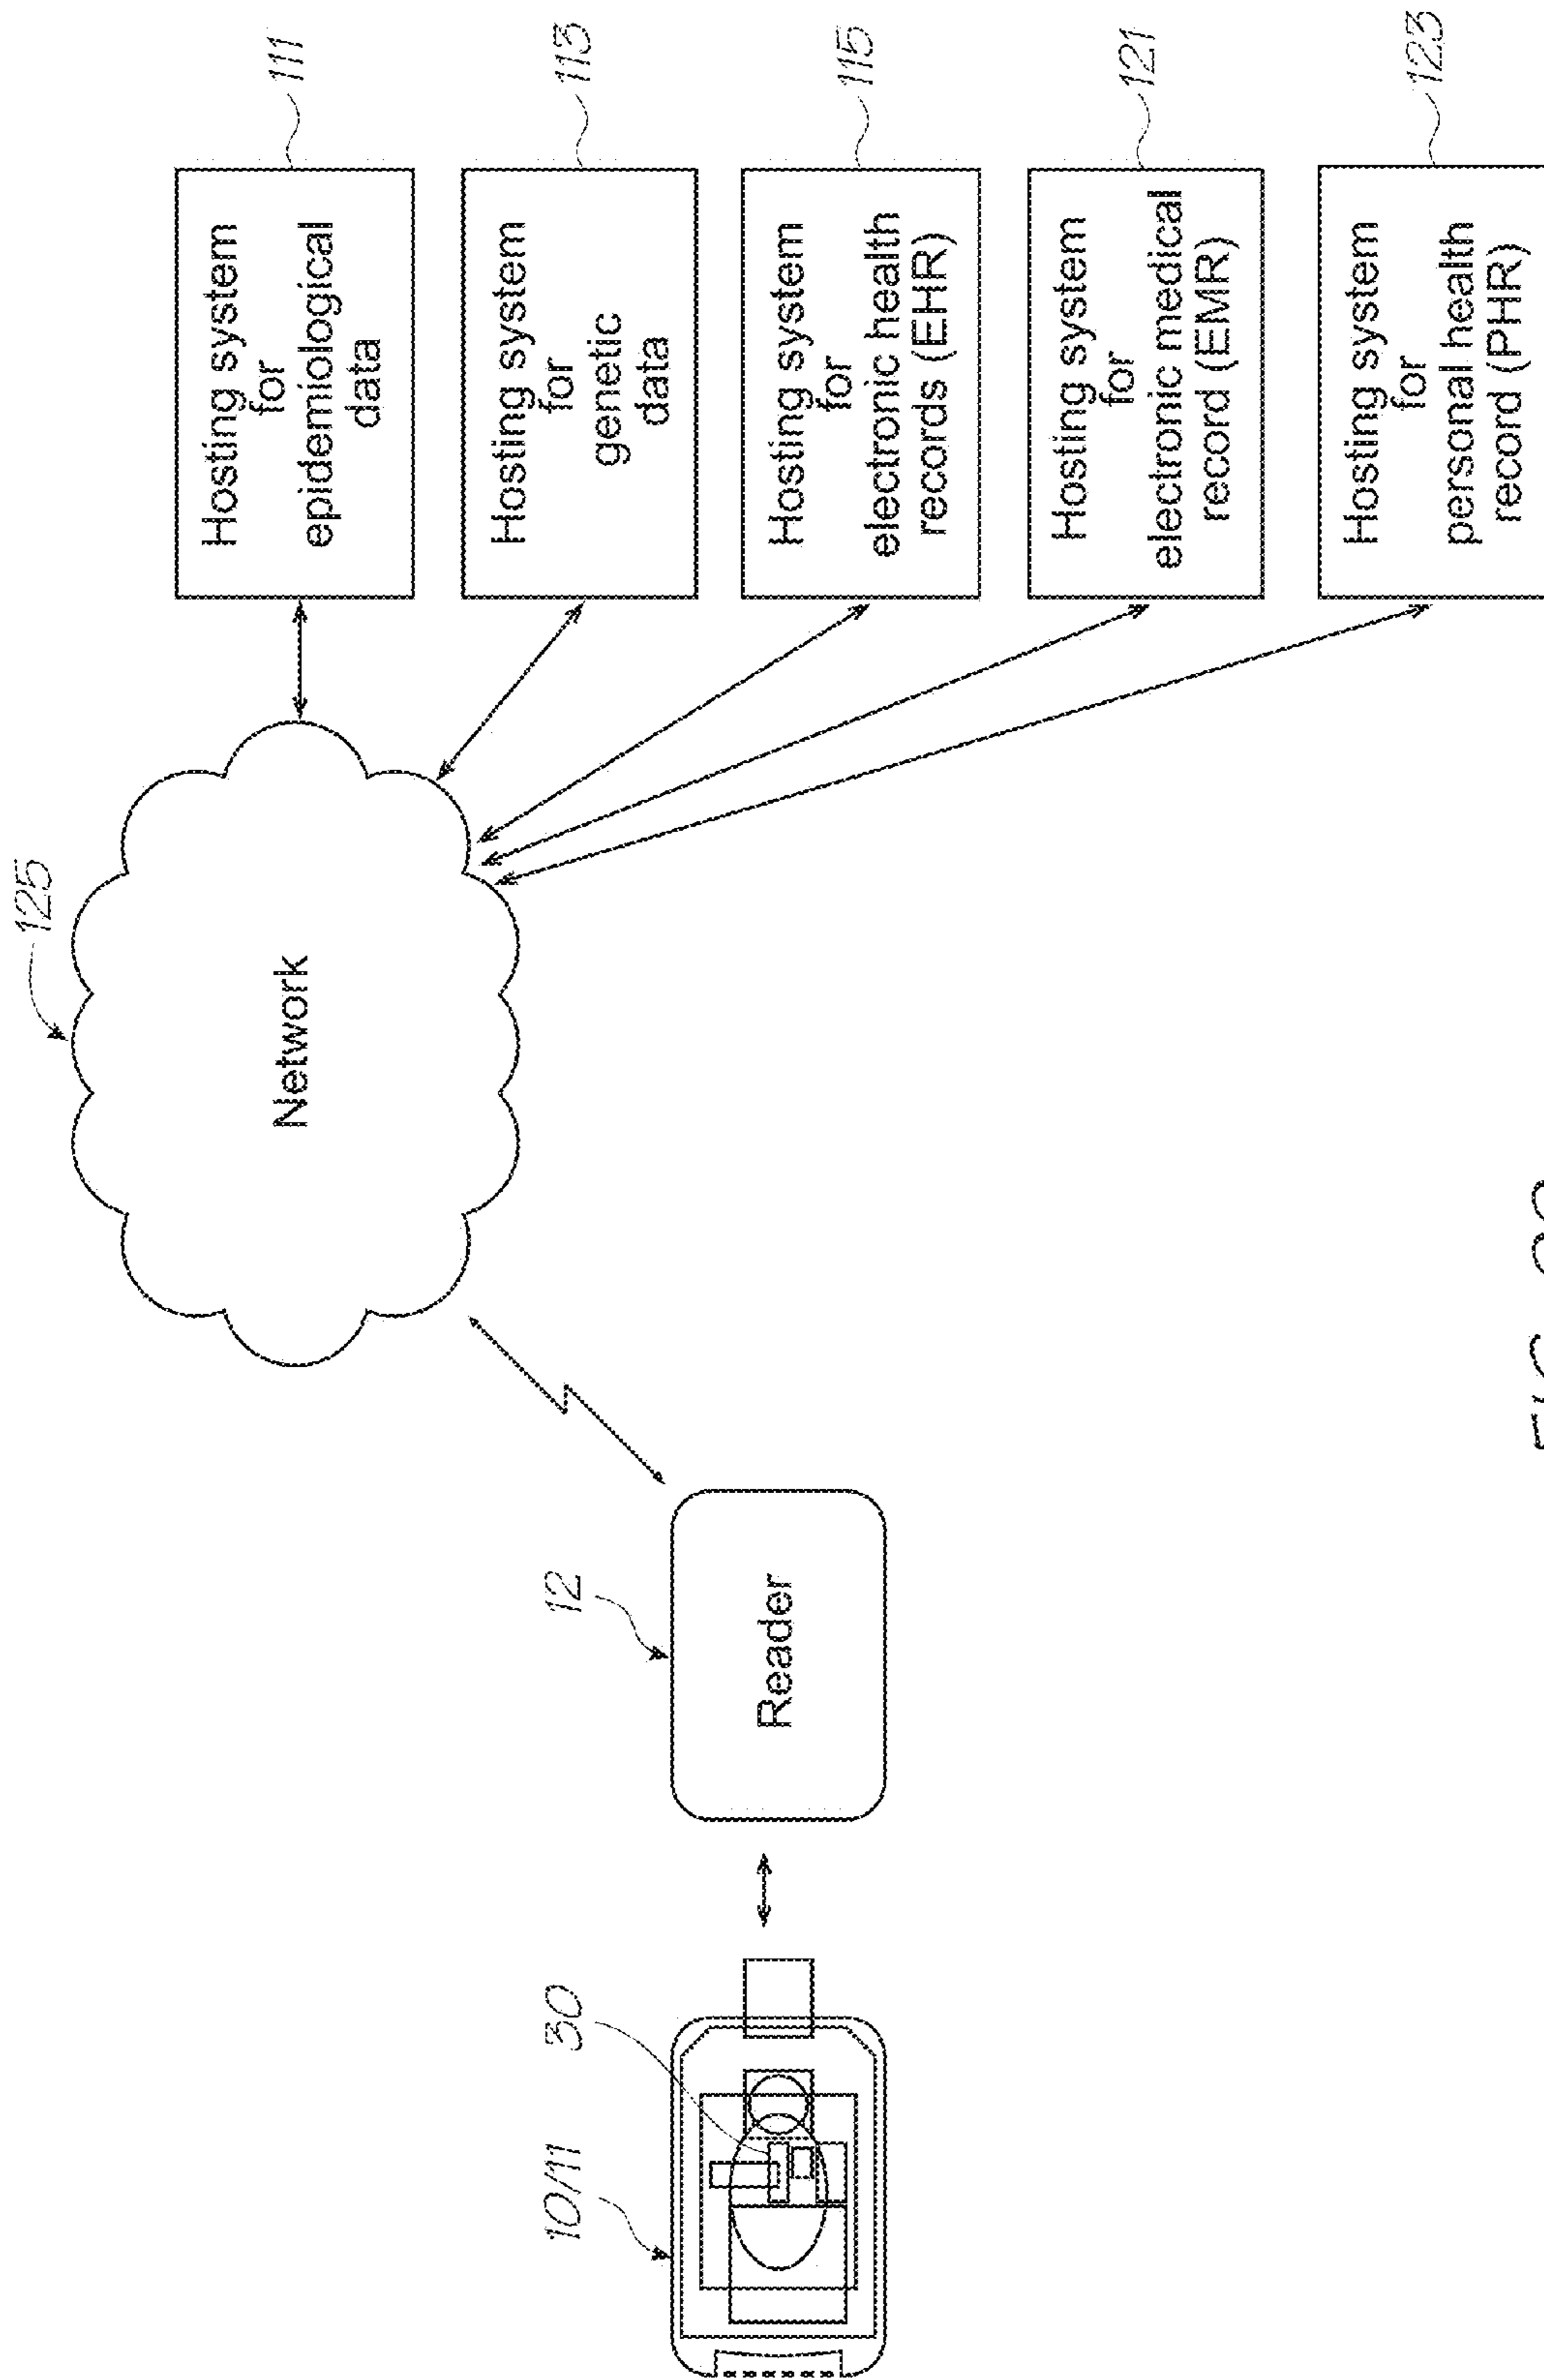 125
Network
Hosting system
for
epidemiological
data
111
Hosting system
for
genetic
data
113
Hosting system
for
electronic health
records (EHR)
115
Hosting system
for
electronic medical
record (EMR)
121
Hosting system
for
personal health
record (PHR)
123
12
Reader
10/11
30
FIG.